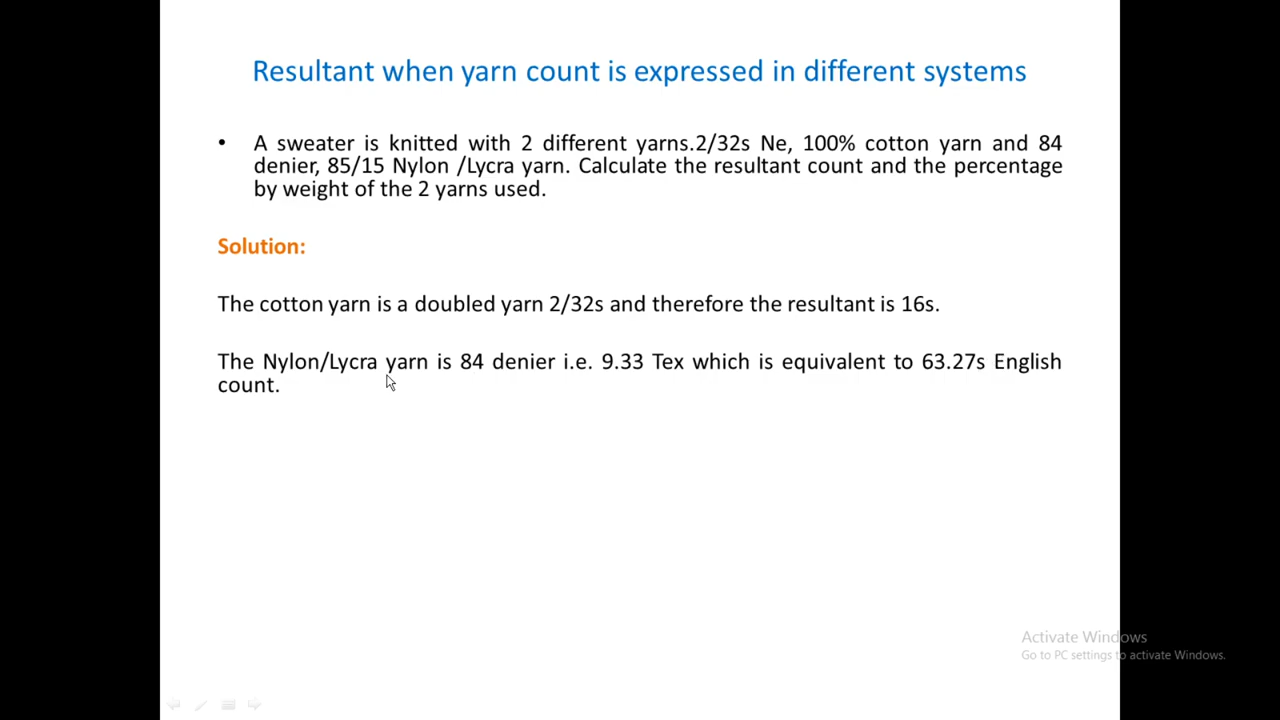 Resultant when yarn count is expressed in different systems
• A sweater is knitted with 2 different yarns.2/32s Ne, 100% cotton yarn and 84
denier, 85/15 Nylon /Lycra yarn. Calculate the resultant count and the percentage
by weight of the 2 yarns used.
Solution:
The cotton yarn is a doubled yarn 2/32s and therefore the resultant is 16s.
The Nylon/Lycra yarn is 84 denier i.e. 9.33 Tex which is equivalent to 63.27s English
count.
Activate Windows
Go to PC settings to activate Windows.